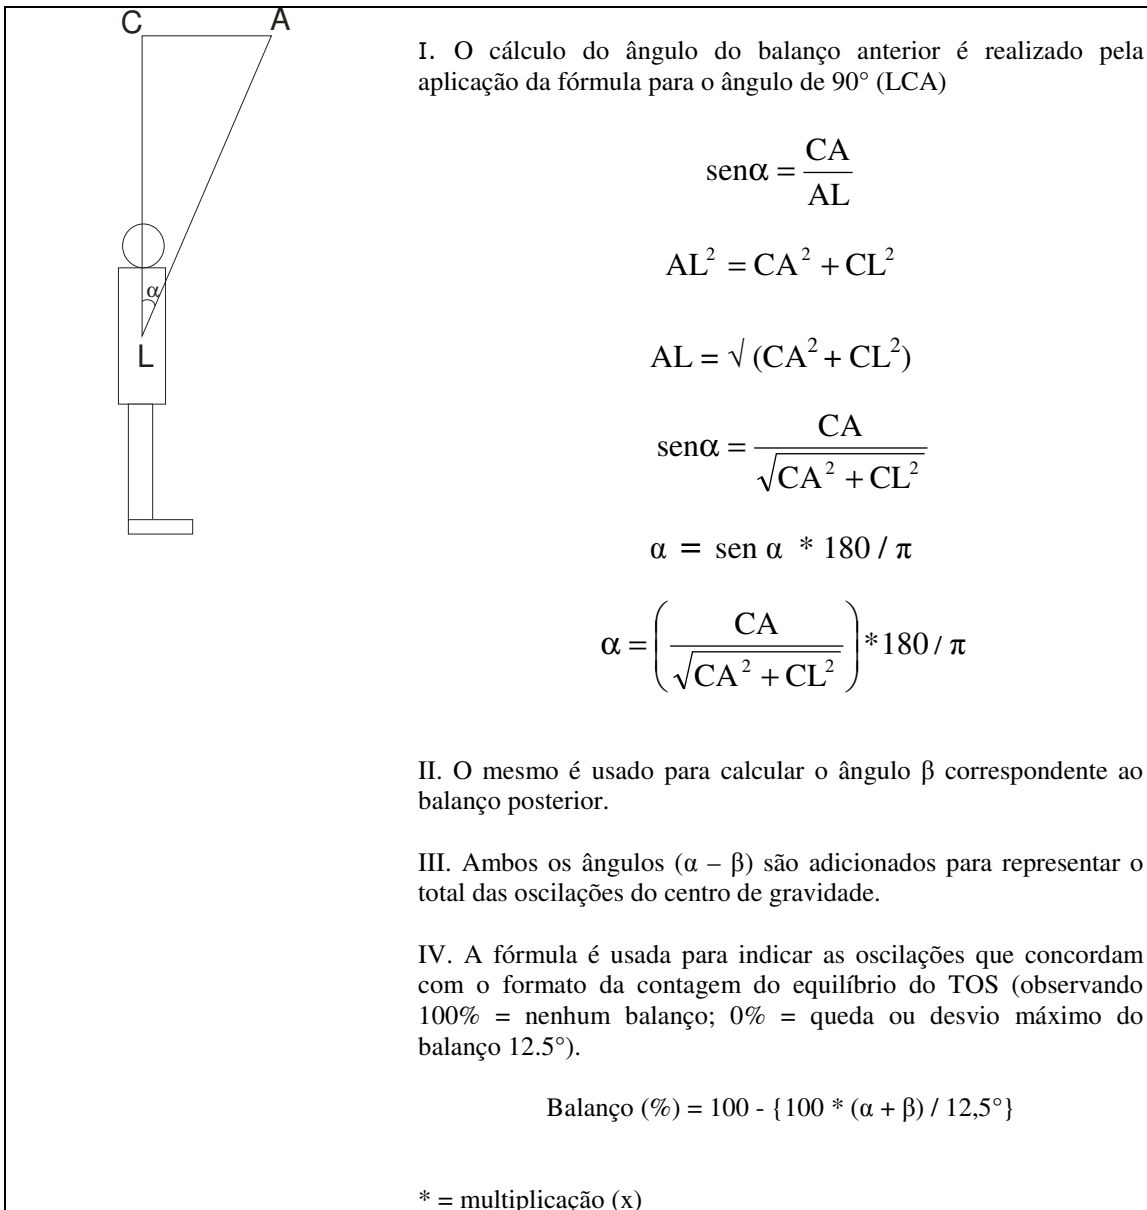 C A
α
L
I. O cálculo do ângulo do balanço anterior é realizado pela
aplicação da fórmula para o ângulo de 90° (LCA)
senα = CA / AL
AL² = CA² + CL²
AL = √ (CA² + CL²)
senα = CA / √(CA² + CL²)
α = sen α * 180 / π
α = (CA / √(CA² + CL²)) * 180 / π
II. O mesmo é usado para calcular o ângulo β correspondente ao
balanço posterior.
III. Ambos os ângulos (α – β) são adicionados para representar o
total das oscilações do centro de gravidade.
IV. A fórmula é usada para indicar as oscilações que concordam
com o formato da contagem do equilíbrio do TOS (observando
100% = nenhum balanço; 0% = queda ou desvio máximo do
balanço 12.5°).
Balanço (%) = 100 - {100 * (α + β) / 12,5°}
* = multiplicação (x)